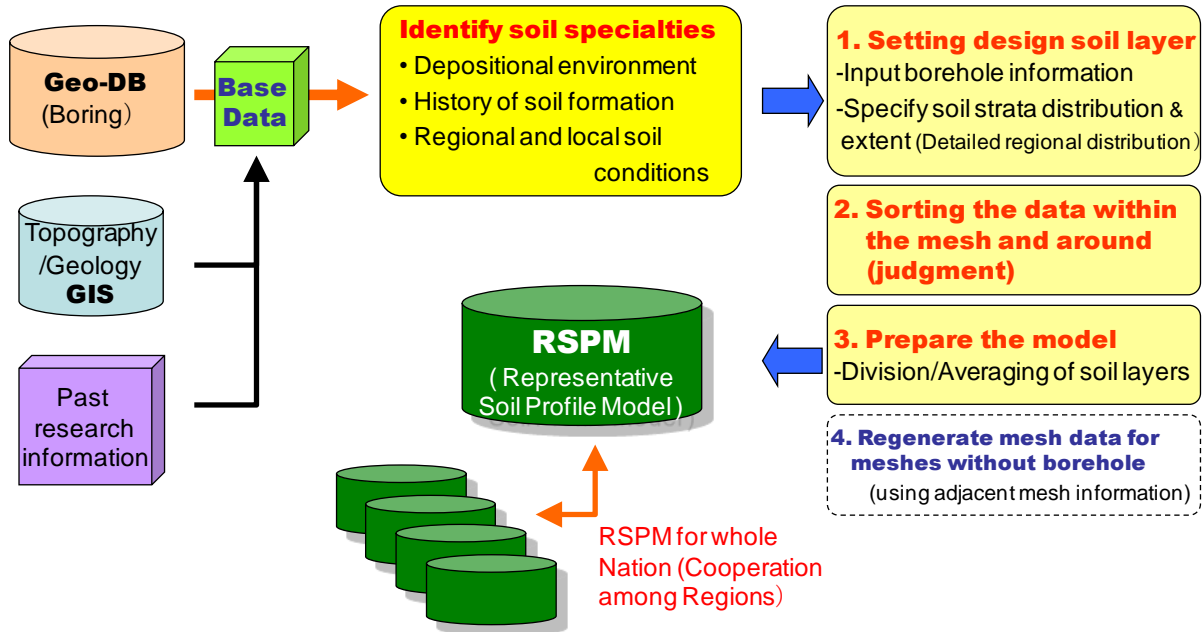 Geo-DB
(Boring）
Base
Data
Topography
/Geology
GIS
Past
research
information
Identify soil specialties
• Depositional environment
• History of soil formation
• Regional and local soil
conditions
1. Setting design soil layer
-Input borehole information
-Specify soil strata distribution &
extent (Detailed regional distribution）
2. Sorting the data within
the mesh and around
(judgment)
3. Prepare the model
-Division/Averaging of soil layers
4. Regenerate mesh data for
meshes without borehole
(using adjacent mesh information)
RSPM
( Representative
Soil Profile Model )
RSPM for whole
Nation (Cooperation
among Regions）